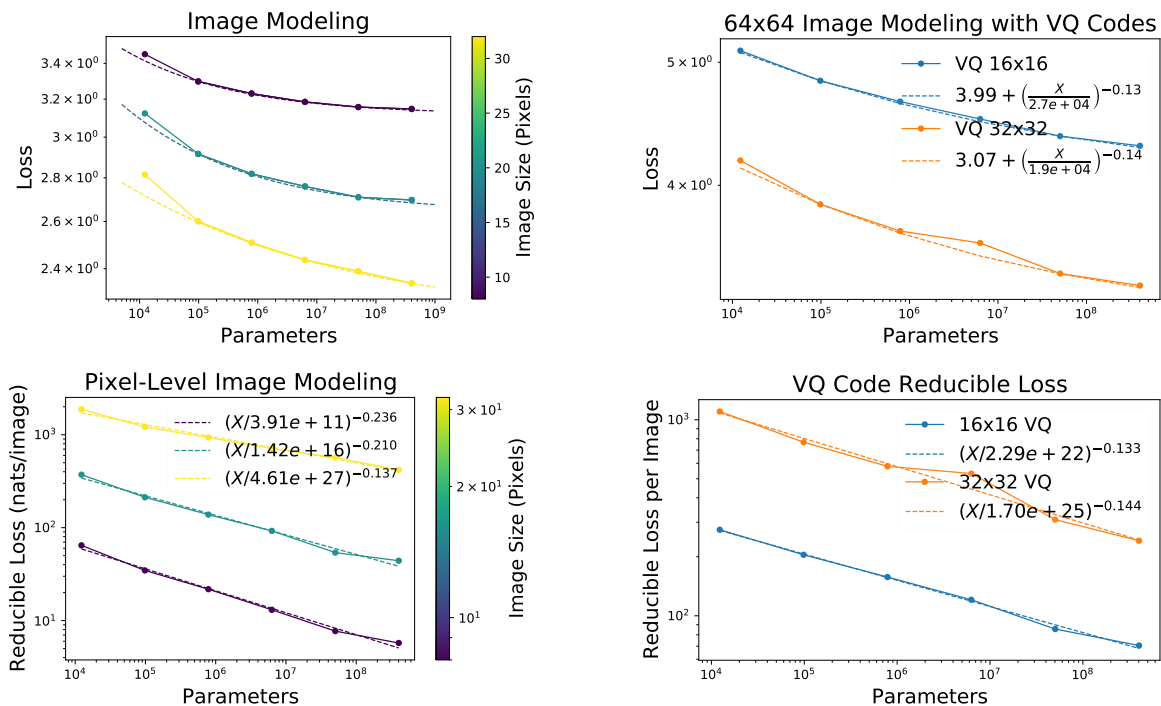 Image Modeling
3.4 × 10⁰
3.2 × 10⁰
3 × 10⁰
2.8 × 10⁰
2.6 × 10⁰
2.4 × 10⁰
Loss
10⁴ 10⁵ 10⁶ 10⁷ 10⁸ 10⁹
Parameters
30
25
20
15
10
Image Size (Pixels)
64x64 Image Modeling with VQ Codes
5 × 10⁰
4 × 10⁰
Loss
VQ 16x16
3.99 + (X/2.7e + 04)^−0.13
VQ 32x32
3.07 + (X/1.9e + 04)^−0.14
10⁴ 10⁵ 10⁶ 10⁷ 10⁸
Parameters
Pixel-Level Image Modeling
10³
10²
10¹
Reducible Loss (nats/image)
(X/3.91e + 11)^−0.236
(X/1.42e + 16)^−0.210
(X/4.61e + 27)^−0.137
10⁴ 10⁵ 10⁶ 10⁷ 10⁸
Parameters
3 × 10¹
2 × 10¹
10¹
Image Size (Pixels)
VQ Code Reducible Loss
10³
10²
Reducible Loss per Image
16x16 VQ
(X/2.29e + 22)^−0.133
32x32 VQ
(X/1.70e + 25)^−0.144
10⁴ 10⁵ 10⁶ 10⁷ 10⁸
Parameters